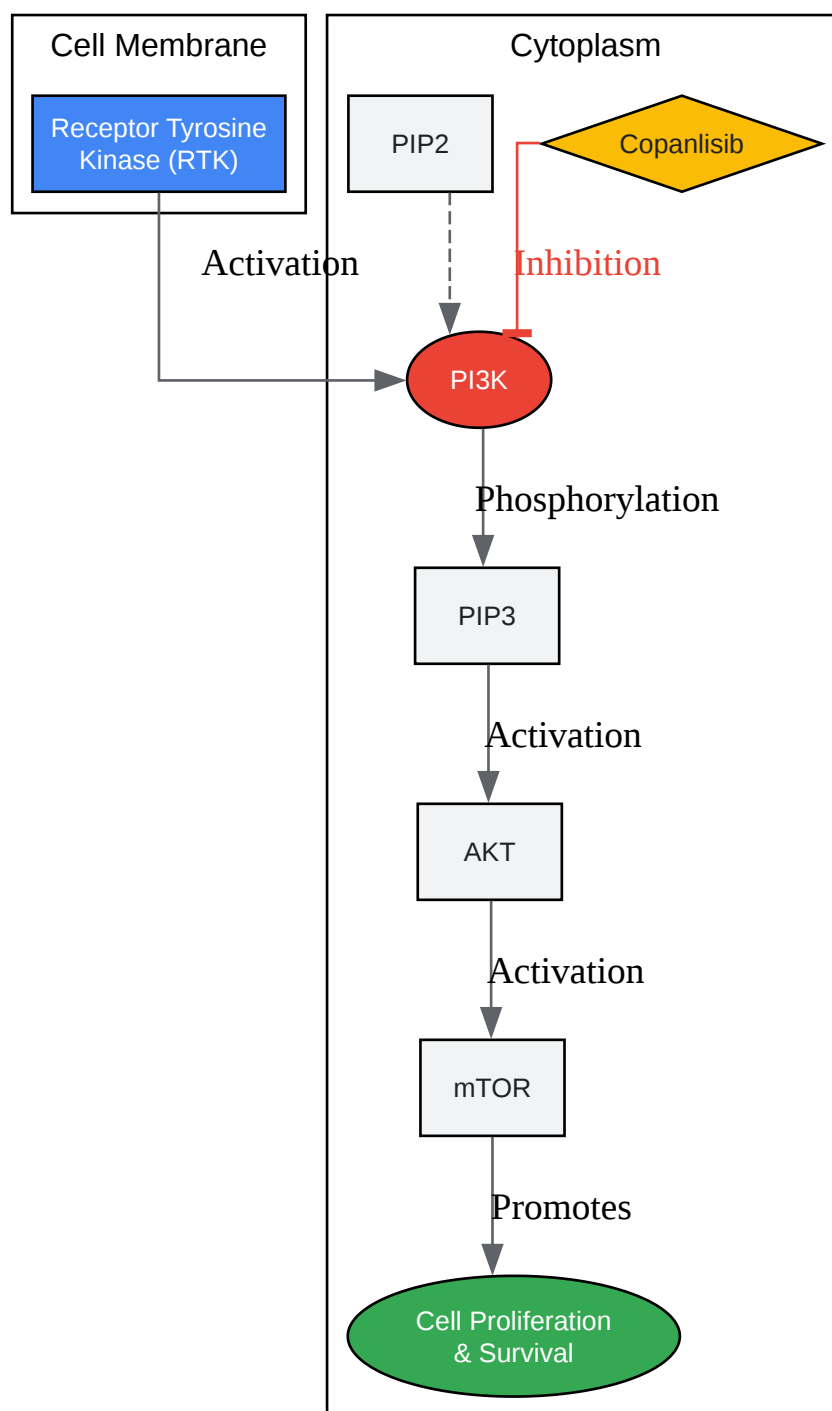 Cell Membrane
Cytoplasm
Receptor Tyrosine
Kinase (RTK)
PIP2
Copanlisib
Activation
Inhibition
PI3K
Phosphorylation
PIP3
Activation
AKT
Activation
mTOR
Promotes
Cell Proliferation
& Survival